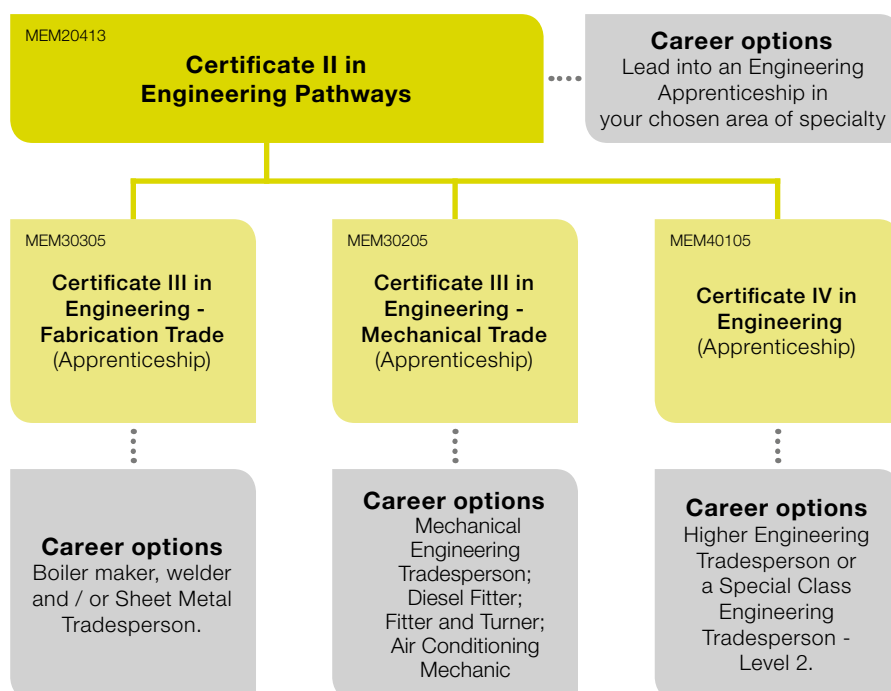 MEM20413
Certificate II in
Engineering Pathways
Career options
Lead into an Engineering
Apprenticeship in
your chosen area of specialty
MEM30305
Certificate III in
Engineering -
Fabrication Trade
(Apprenticeship)
MEM30205
Certificate III in
Engineering -
Mechanical Trade
(Apprenticeship)
MEM40105
Certificate IV in
Engineering
(Apprenticeship)
Career options
Boiler maker, welder
and / or Sheet Metal
Tradesperson.
Career options
Mechanical
Engineering
Tradesperson;
Diesel Fitter;
Fitter and Turner;
Air Conditioning
Mechanic
Career options
Higher Engineering
Tradesperson or
a Special Class
Engineering
Tradesperson -
Level 2.